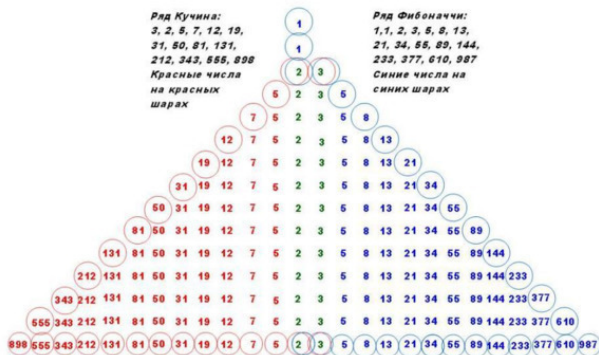 Ряд Кучина:
3, 2, 5, 7, 12, 19,
31, 50, 81, 131,
212, 343, 555, 898
Красные числа
на красных
шарах
Ряд Фибоначчи:
1,1, 2, 3, 5, 8, 13,
21, 34, 55, 89, 144,
233, 377, 610, 987
Синие числа на
синих шарах
1
1
2 3
5 2 3 5
7 5 2 3 5 8
12 7 5 2 3 5 8 13
19 12 7 5 2 3 5 8 13 21
31 19 12 7 5 2 3 5 8 13 21 34
50 31 19 12 7 5 2 3 5 8 13 21 34 55
81 50 31 19 12 7 5 2 3 5 8 13 21 34 55 89
131 81 50 31 19 12 7 5 2 3 5 8 13 21 34 55 89 144
212 131 81 50 31 19 12 7 5 2 3 5 8 13 21 34 55 89 144 233
343 212 131 81 50 31 19 12 7 5 2 3 5 8 13 21 34 55 89 144 233 377
555 343 212 131 81 50 31 19 12 7 5 2 3 5 8 13 21 34 55 89 144 233 377 610
898 555 343 212 131 81 50 31 19 12 7 5 2 3 5 8 13 21 34 55 89 144 233 377 610 987